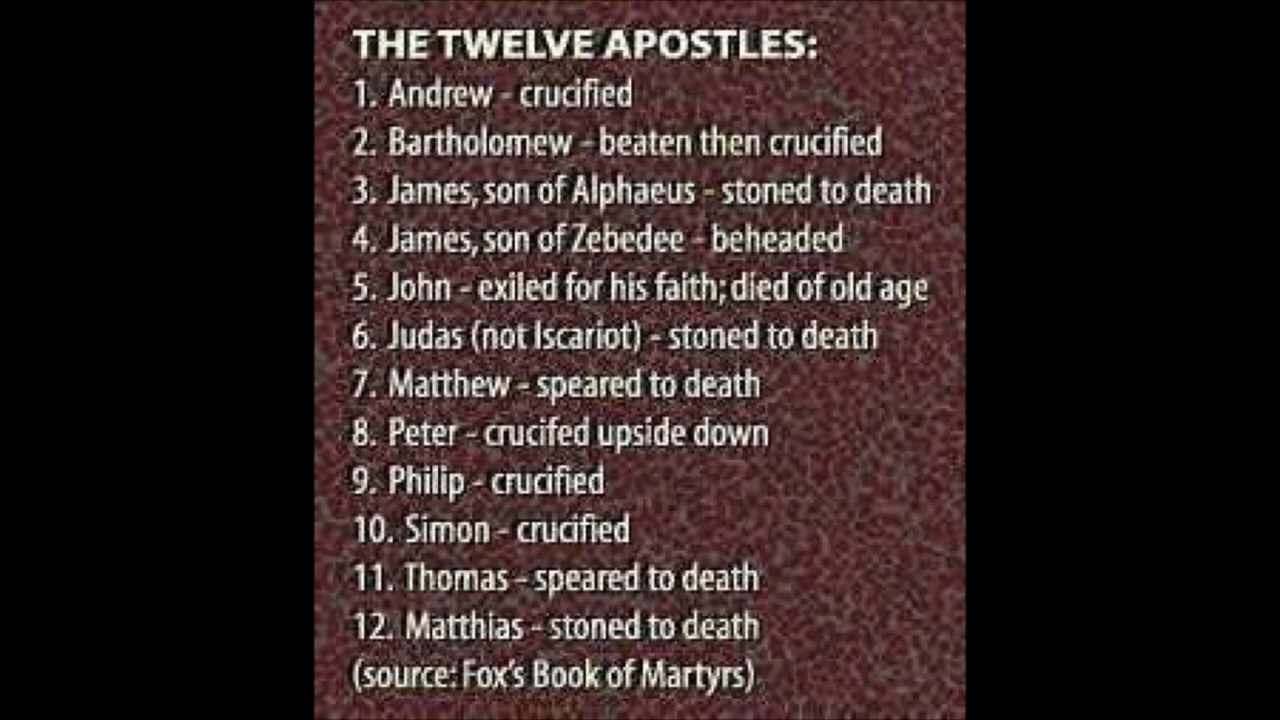 THE TWELVE APOSTLES:
1. Andrew - crucified
2. Bartholomew - beaten then crucified
3. James, son of Alphaeus - stoned to death
4. James, son of Zebedee - beheaded
5. John - exiled for his faith; died of old age
6. Judas (not Iscariot) - stoned to death
7. Matthew - speared to death
8. Peter - crucifed upside down
9. Philip - crucified
10. Simon - crucified
11. Thomas - speared to death
12. Matthias - stoned to death
(source: Fox's Book of Martyrs)